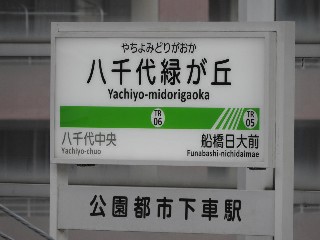 やちよみどりがおか
八千代緑が丘
Yachiyo-midorigaoka
TR
06
TR
05
八千代中央
Yachiyo-chuo
船橋日大前
Funabashi-nichidaimae
公園都市下車駅